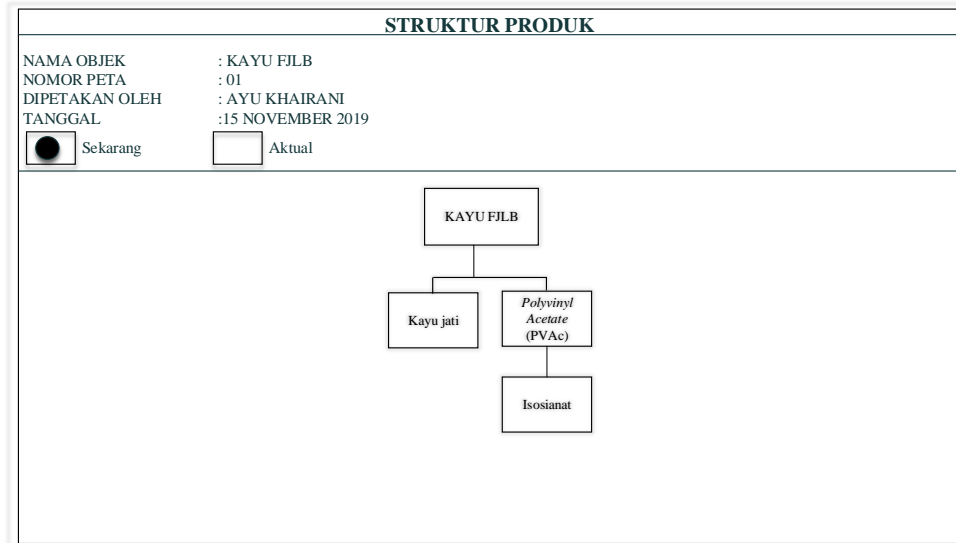 STRUKTUR PRODUK
NAMA OBJEK : KAYU FJLB
NOMOR PETA : 01
DIPETAKAN OLEH : AYU KHAIRANI
TANGGAL :15 NOVEMBER 2019
Sekarang Aktual
KAYU FJLB
Kayu jati
Polyvinyl
Acetate
(PVAc)
Isosianat